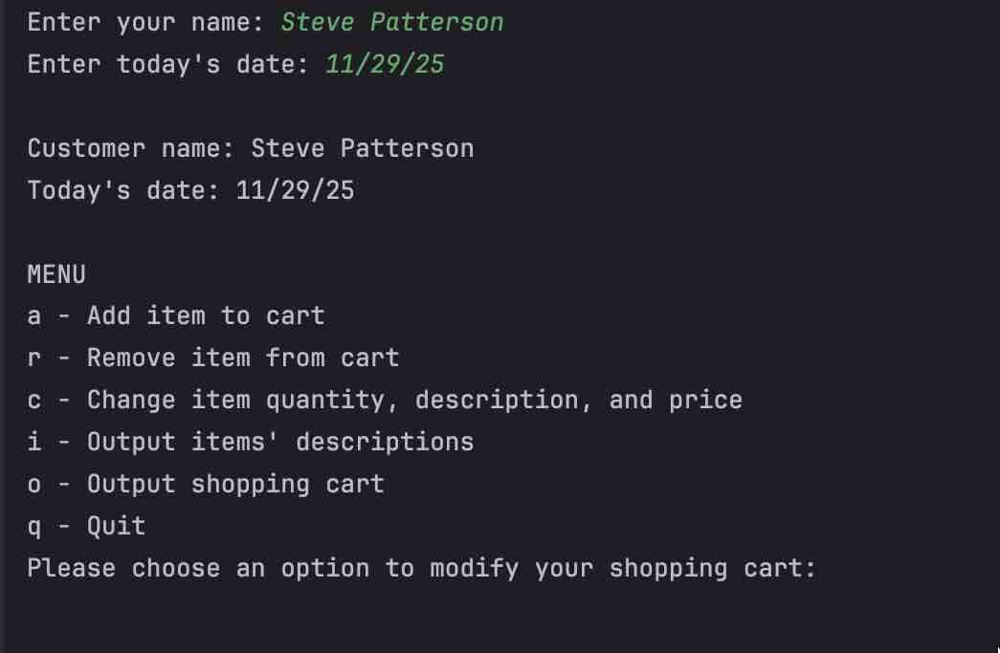 Enter your name: Steve Patterson
Enter today's date: 11/29/25
Customer name: Steve Patterson
Today's date: 11/29/25
MENU
a - Add item to cart
r - Remove item from cart
c - Change item quantity, description, and price
i - Output items' descriptions
o - Output shopping cart
q - Quit
Please choose an option to modify your shopping cart: